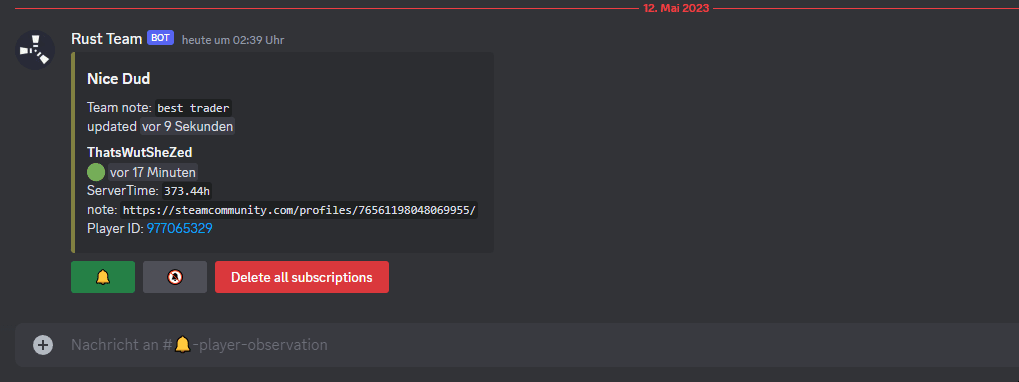 12. Mai 2023
Rust Team BOT heute um 02:39 Uhr
Nice Dud
Team note: best trader
updated vor 9 Sekunden
ThatsWutSheZed
vor 17 Minuten
ServerTime: 373.44h
note: https://steamcommunity.com/profiles/76561198048069955/
Player ID: 977065329
Delete all subscriptions
Nachricht an #🔔-player-observation